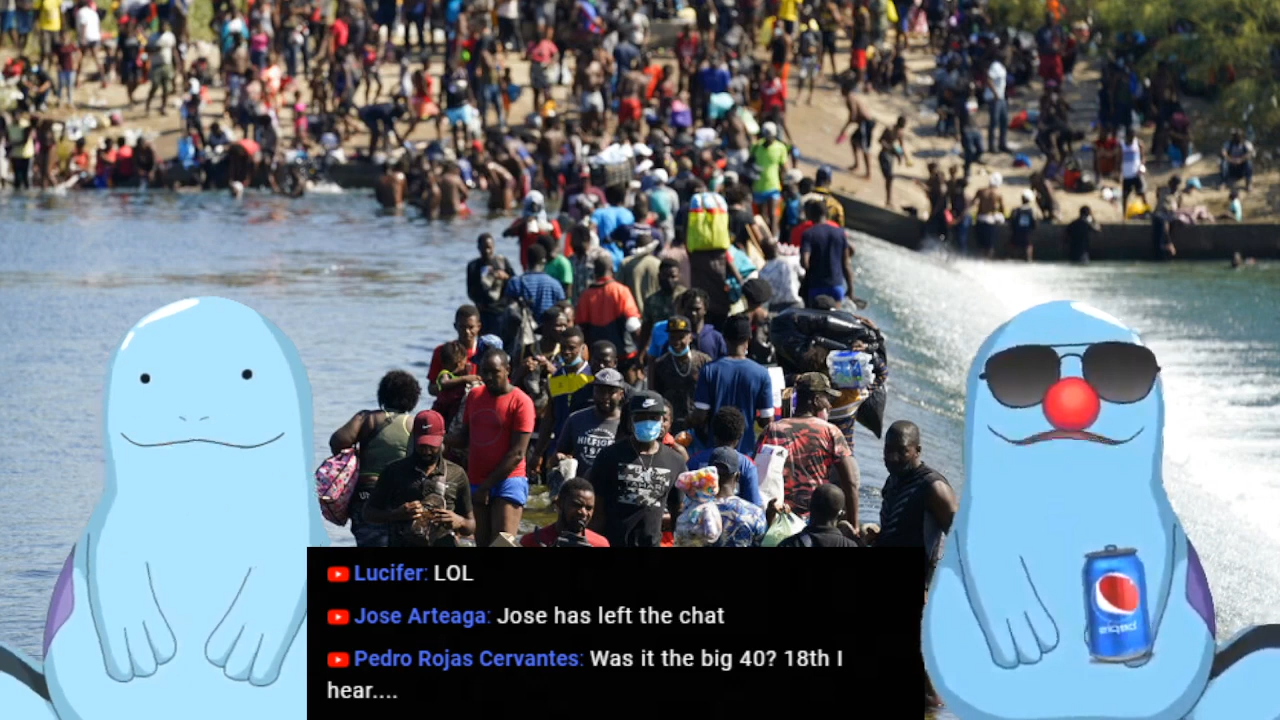 Lucifer: LOL
Jose Arteaga: Jose has left the chat
Pedro Rojas Cervantes: Was it the big 40? 18th I
hear....